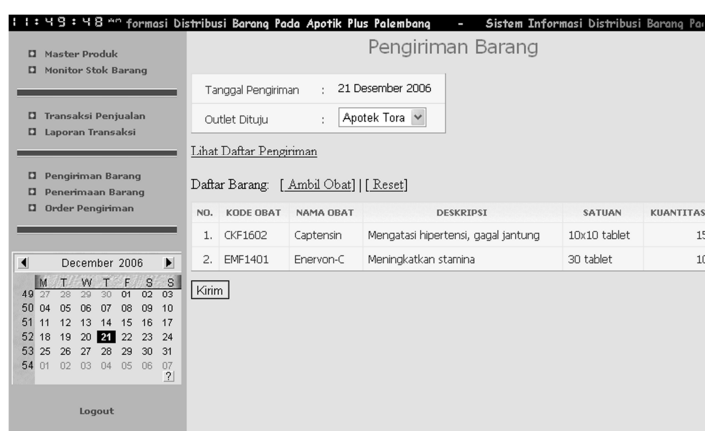 11:49:48 formasi Distribusi Barang Pada Apotik Plus Palembang - Sistem Informasi Distribusi Barang
Master Produk
Monitor Stok Barang
Transaksi Penjualan
Laporan Transaksi
Pengiriman Barang
Penerimaan Barang
Order Pengiriman
December 2006
M T W T F S S
49 27 28 29 30 01 02 03
50 04 05 06 07 08 09 10
51 11 12 13 14 15 16 17
52 18 19 20 21 22 23 24
53 25 26 27 28 29 30 31
54 01 02 03 04 05 06 07
?
Logout
Pengiriman Barang
Tanggal Pengiriman : 21 Desember 2006
Outlet Dituju : Apotek Tora
Lihat Daftar Pengiriman
Daftar Barang: [ Ambil Obat] | [ Reset]
NO. KODE OBAT NAMA OBAT DESKRIPSI SATUAN KUANTITAS
1. CKF1602 Captensin Mengatasi hipertensi, gagal jantung 10x10 tablet
2. EMF1401 Enervon-C Meningkatkan stamina 30 tablet
Kirim